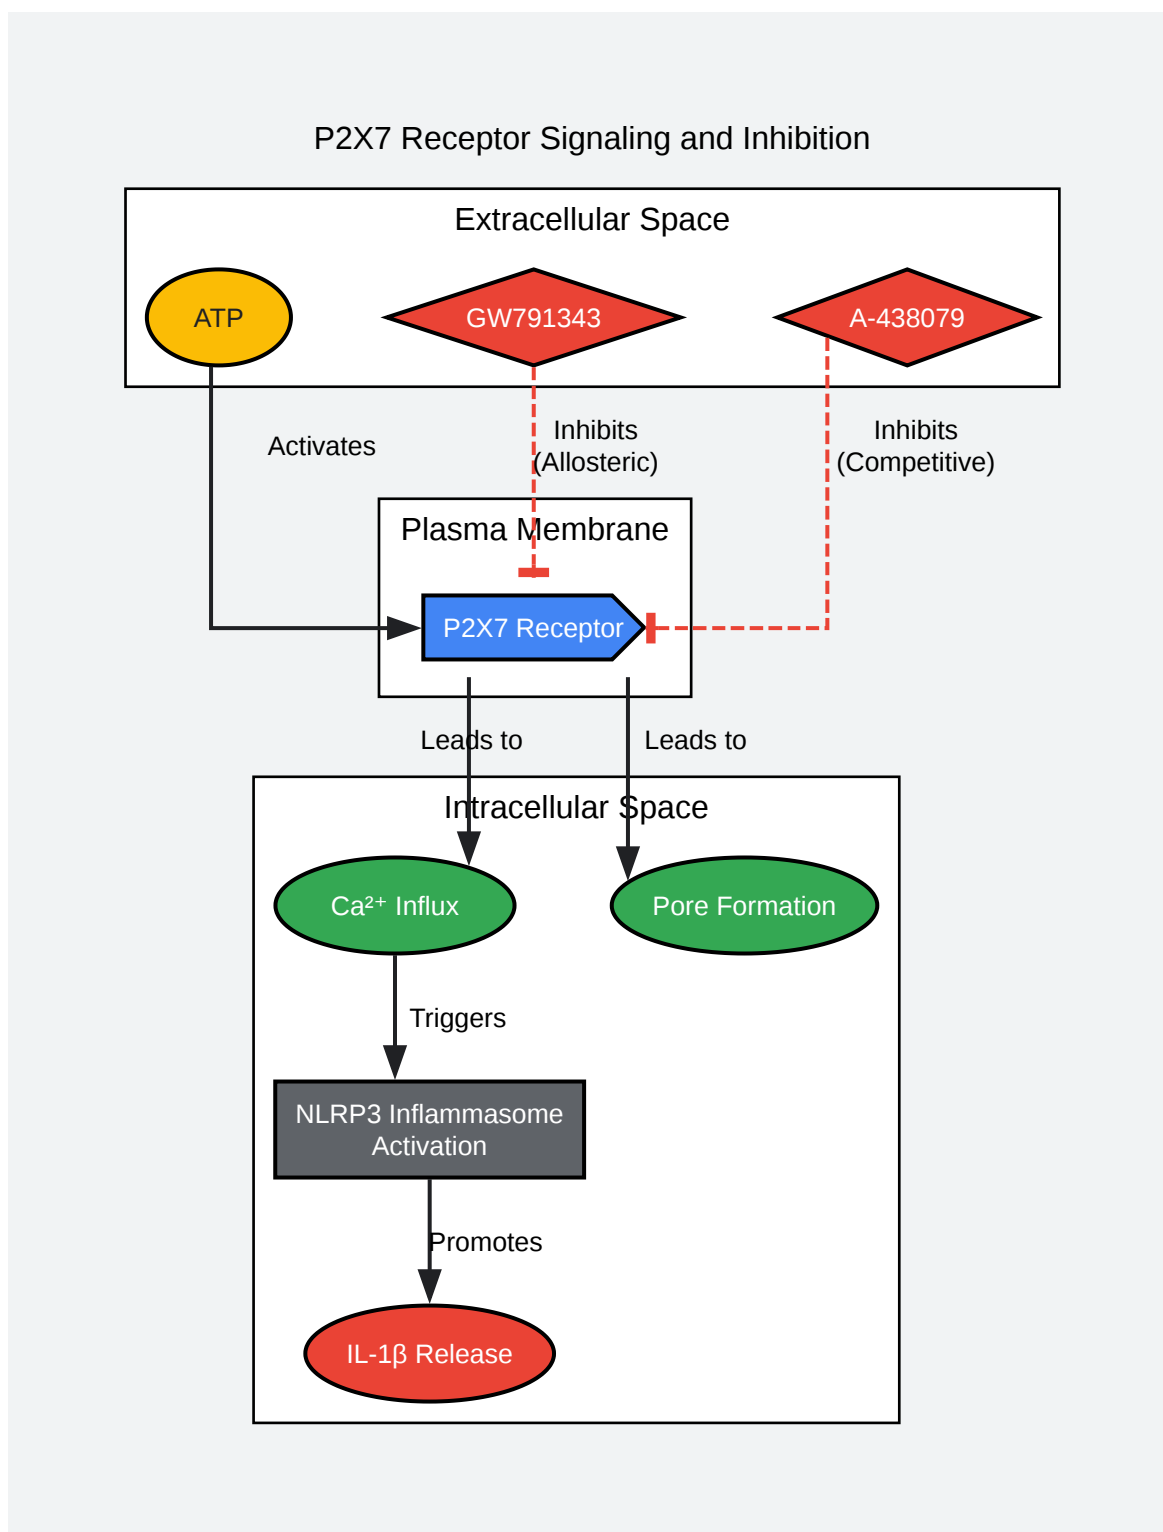 P2X7 Receptor Signaling and Inhibition
Extracellular Space
ATP
GW791343
A-438079
Activates
Inhibits
(Allosteric)
Inhibits
(Competitive)
Plasma Membrane
P2X7 Receptor
Leads to
Leads to
Intracellular Space
Ca²⁺ Influx
Pore Formation
Triggers
NLRP3 Inflammasome
Activation
Promotes
IL-1β Release